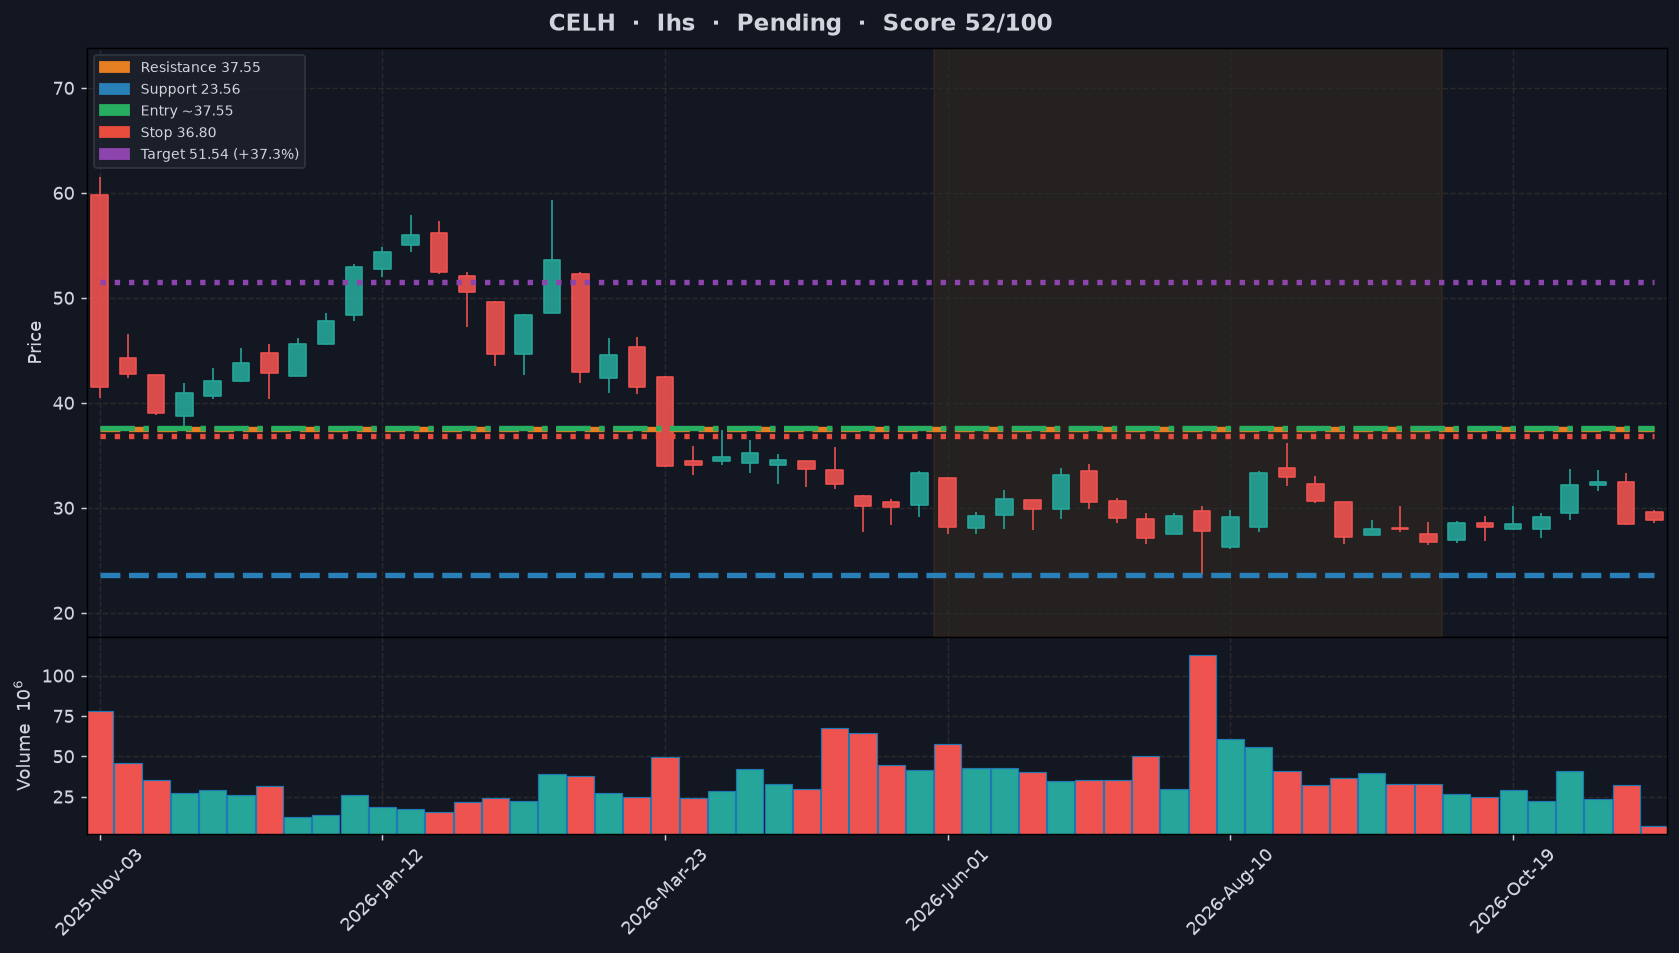 CELH · Ihs · Pending · Score 52/100
Resistance 37.55
Support 23.56
Entry ~37.55
Stop 36.80
Target 51.54 (+37.3%)
Price
70
60
50
40
30
20
Volume 10⁶
100
75
50
25
2025-Nov-03
2026-Jan-12
2026-Mar-23
2026-Jun-01
2026-Aug-10
2026-Oct-19